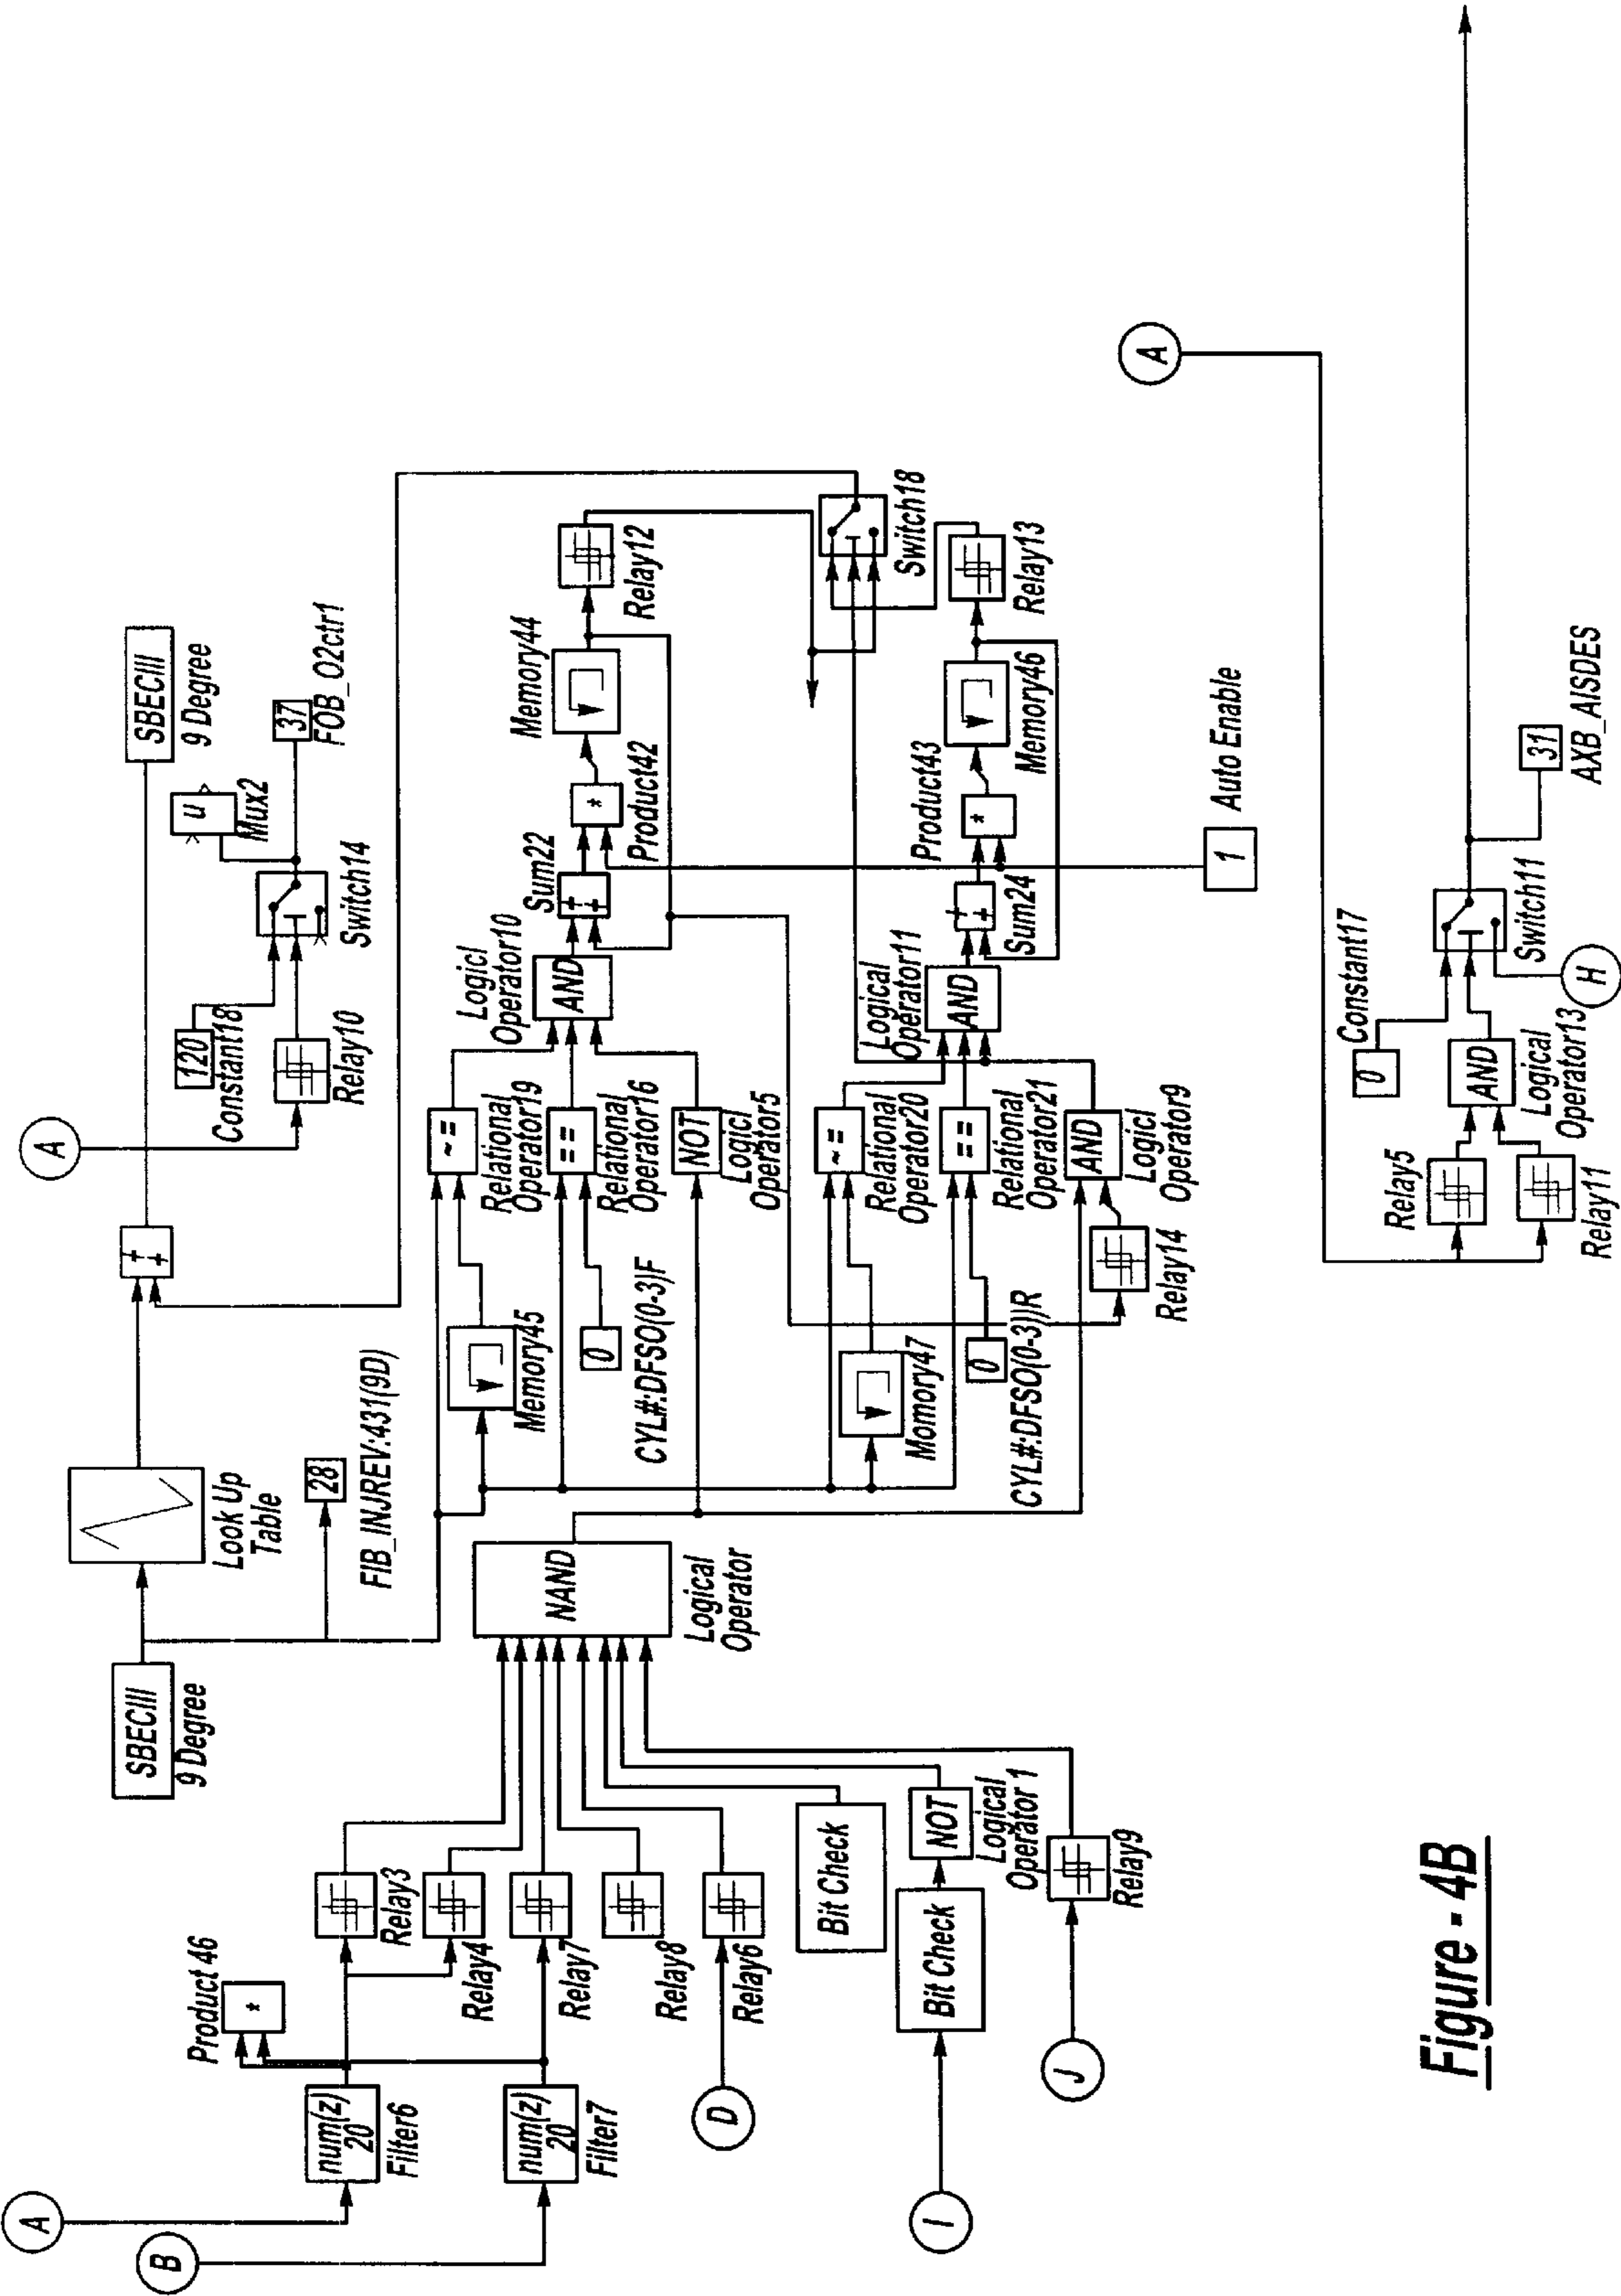 A
B
num(z)
20
Filter6
num(z)
20
Filter7
Product 46
*
Relay3
Relay4
Relay7
Relay8
Relay6
D
Bit Check
I
Bit Check
NOT
Logical
Operator 1
J
Relay9
NAND
Logical
Operator
SBECIII
9 Degree
Look Up
Table
28
FIB_INJREV:431(9D)
SBECIII
9 Degree
A
120
Constant18
Relay10
Switch14
u
Mux2
37
FOB_O2ctr1
Memory45
0
CYL#:DFSO(0-3)F
~=
Relational
Operator19
==
Relational
Operator16
NOT
Logicl
Operator5
AND
Logicl
Operator10
Sum22
*
Product42
Memory44
Relay12
Momory47
0
CYL#:DFSO(0-3))R
Relay14
~=
Relational
Operator20
==
Relational
Operator21
AND
Logicl
Operator9
AND
Logical
Operator11
Sum24
*
Product43
Memory46
Relay13
Switch18
1
Auto Enable
A
Relay5
Relay11
AND
Logical
Operator13
0
Constant17
H
Switch11
31
AXB_AISDES
Figure - 4B